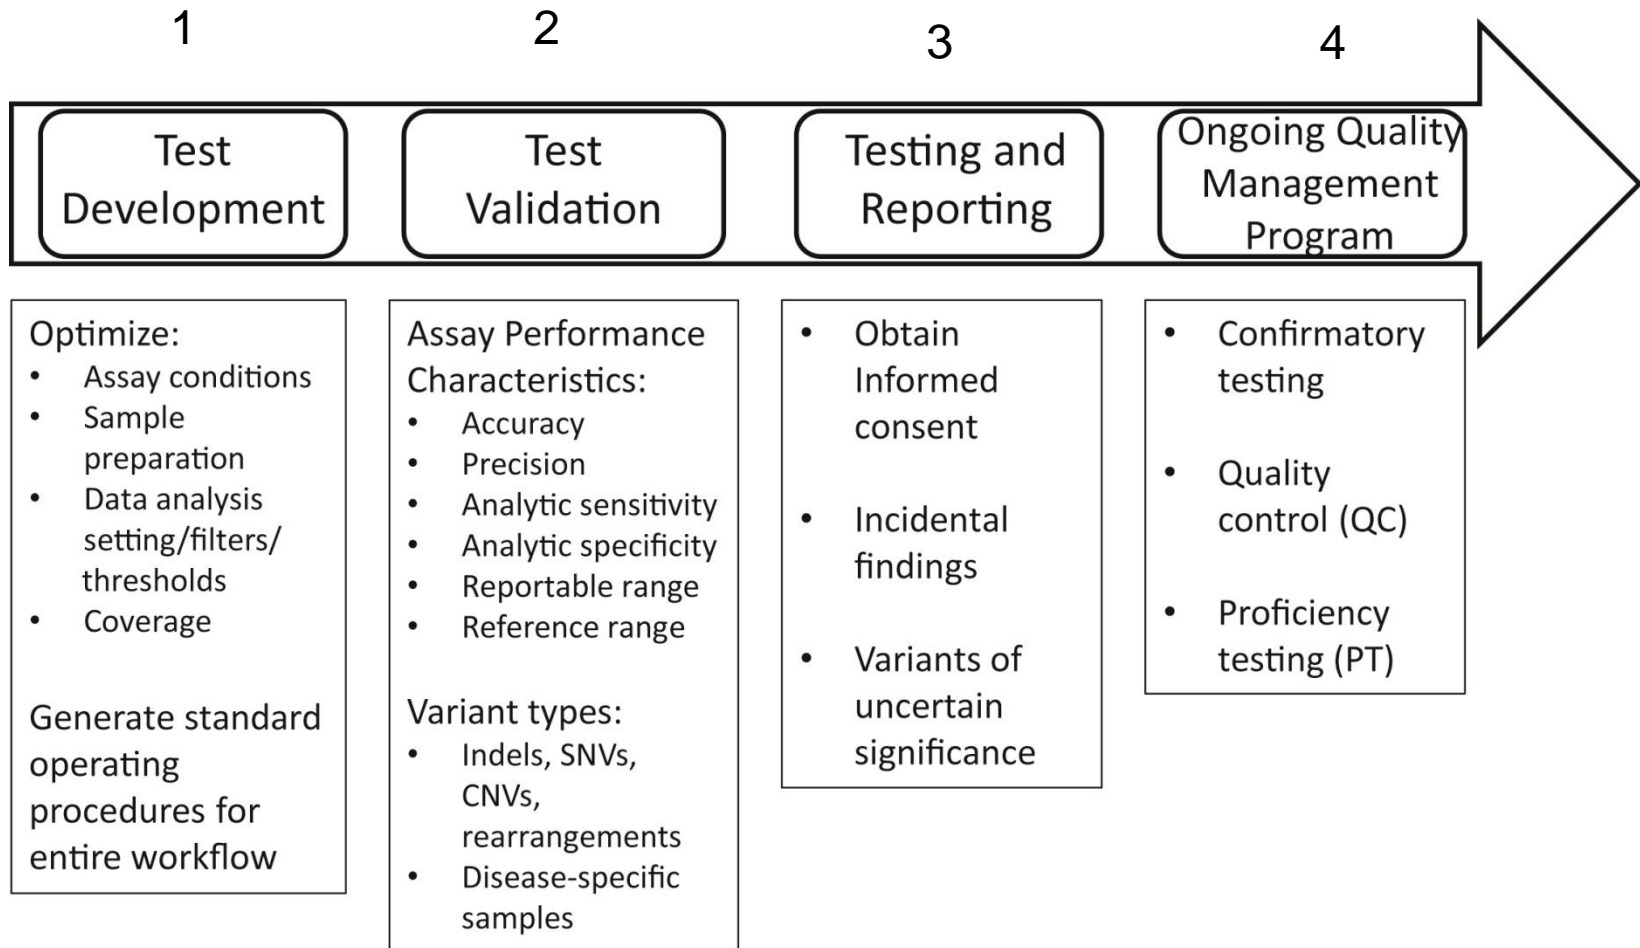 1
2
3
4
Test
Development
Test
Validation
Testing and
Reporting
Ongoing Quality
Management
Program
Optimize:
• Assay conditions
• Sample
preparation
• Data analysis
setting/filters/
thresholds
• Coverage
Generate standard
operating
procedures for
entire workflow
Assay Performance
Characteristics:
• Accuracy
• Precision
• Analytic sensitivity
• Analytic specificity
• Reportable range
• Reference range
Variant types:
• Indels, SNVs,
CNVs,
rearrangements
• Disease-specific
samples
• Obtain
Informed
consent
• Incidental
findings
• Variants of
uncertain
significance
• Confirmatory
testing
• Quality
control (QC)
• Proficiency
testing (PT)